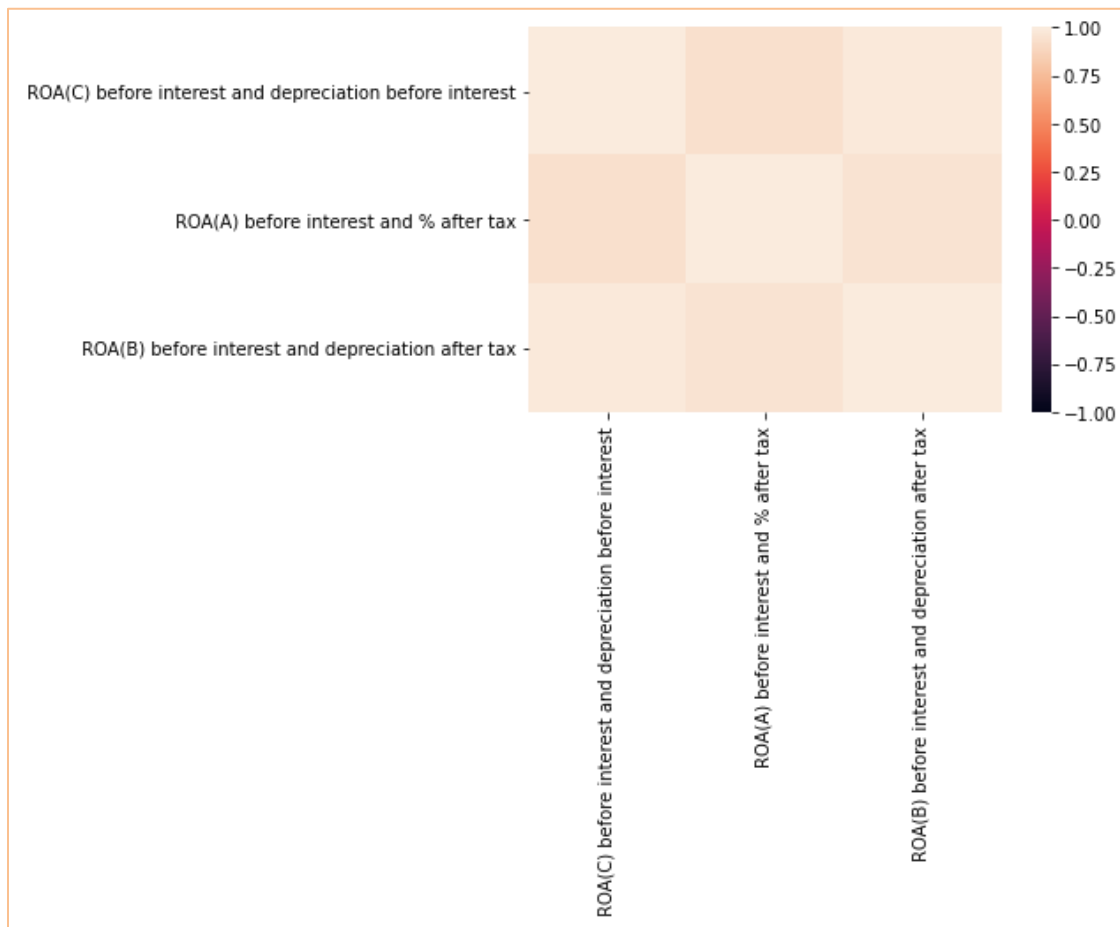 ROA(C) before interest and depreciation before interest
ROA(A) before interest and % after tax
ROA(B) before interest and depreciation after tax
1.00
0.75
0.50
0.25
0.00
−0.25
−0.50
−0.75
−1.00
ROA(C) before interest and depreciation before interest
ROA(A) before interest and % after tax
ROA(B) before interest and depreciation after tax